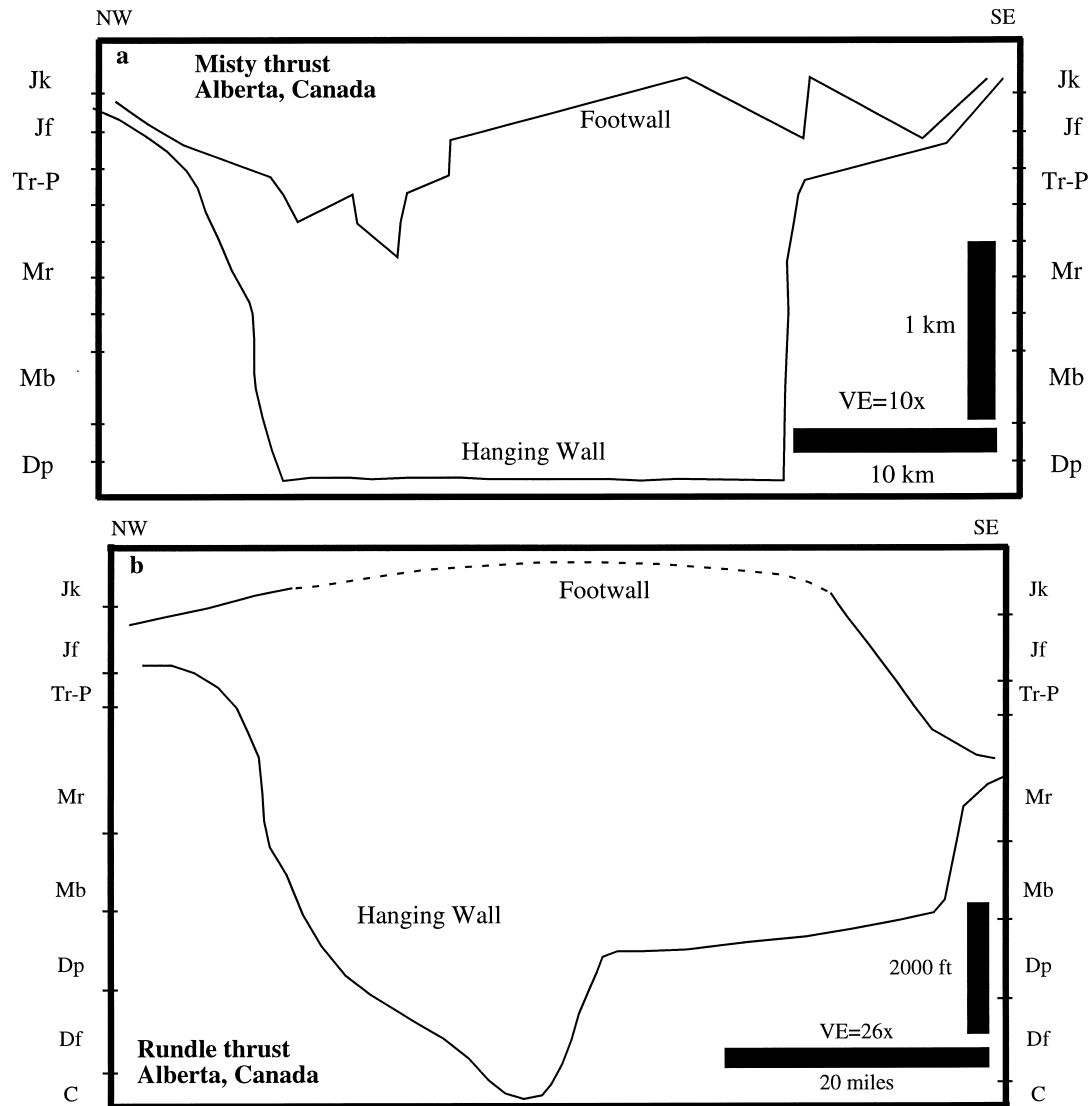 NW
SE
a
Misty thrust
Alberta, Canada
Jk
Jk
Footwall
Jf
Jf
Tr-P
Tr-P
Mr
Mr
1 km
Mb
Mb
VE=10x
Hanging Wall
Dp
Dp
10 km
NW
SE
b
Jk
Footwall
Jk
Jf
Jf
Tr-P
Tr-P
Mr
Mr
Mb
Mb
Hanging Wall
Dp
2000 ft
Dp
Df
VE=26x
Df
Rundle thrust
Alberta, Canada
20 miles
C
C